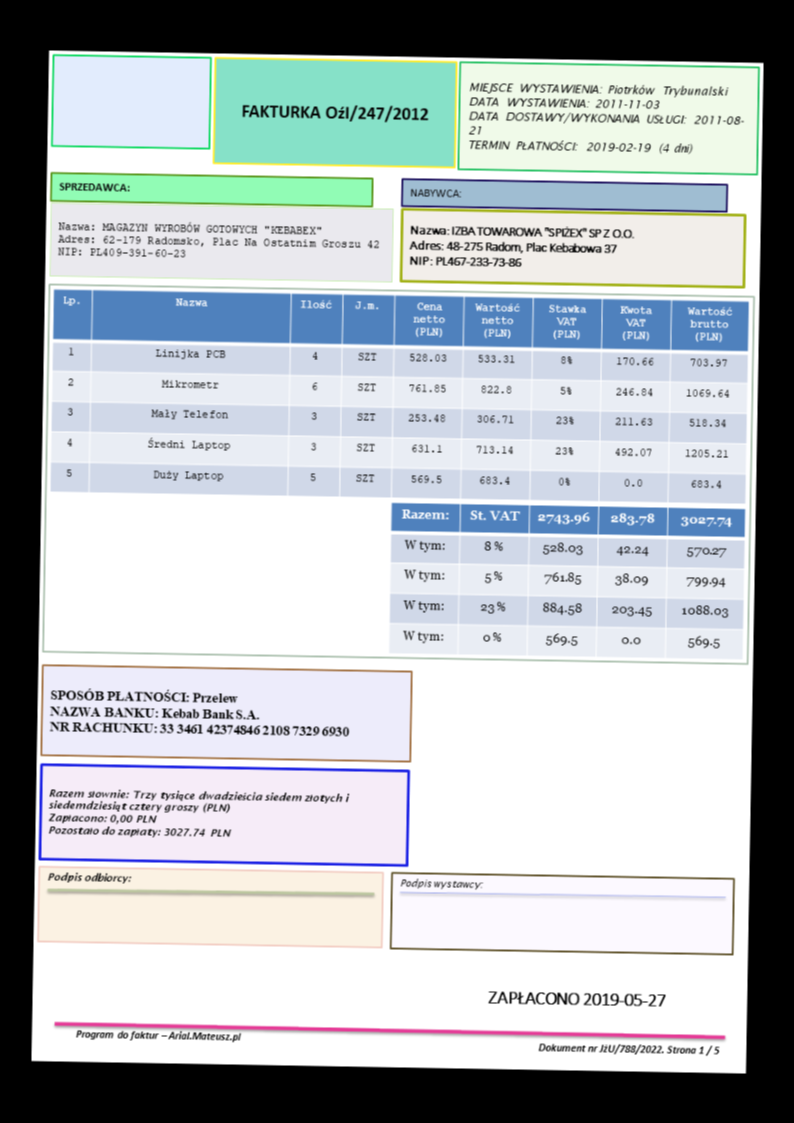 FAKTURKA Oźl/247/2012
MIEJSCE WYSTAWIENIA: Piotrków Trybunalski
DATA WYSTAWIENIA: 2011-11-03
DATA DOSTAWY/WYKONANIA USŁUGI: 2011-08-
21
TERMIN PŁATNOŚCI: 2019-02-19 (4 dni)
SPRZEDAWCA:
Nazwa: MAGAZYN WYROBÓW GOTOWYCH "KEBABEX"
Adres: 62-179 Radomsko, Plac Na Ostatnim Groszu 42
NIP: PL409-391-60-23
NABYWCA:
Nazwa: IZBA TOWAROWA "SPIŻEX" SP Z O.O.
Adres: 48-275 Radom, Plac Kebabowa 37
NIP: PL467-233-73-86
Lp. Nazwa Ilość J.m. Cena netto (PLN) Wartość netto (PLN) Stawka VAT (PLN) Kwota VAT (PLN) Wartość brutto (PLN)
1 Linijka PCB 4 SZT 528.03 533.31 8% 170.66 703.97
2 Mikrometr 6 SZT 761.85 822.8 5% 246.84 1069.64
3 Mały Telefon 3 SZT 253.48 306.71 23% 211.63 518.34
4 Średni Laptop 3 SZT 631.1 713.14 23% 492.07 1205.21
5 Duży Laptop 5 SZT 569.5 683.4 0% 0.0 683.4
Razem: St. VAT 2743.96 283.78 3027.74
W tym: 8% 528.03 42.24 570.27
W tym: 5% 761.85 38.09 799.94
W tym: 23% 884.58 203.45 1088.03
W tym: 0% 569.5 0.0 569.5
SPOSÓB PŁATNOŚCI: Przelew
NAZWA BANKU: Kebab Bank S.A.
NR RACHUNKU: 33 3461 42374846 2108 7329 6930
Razem słownie: Trzy tysiące dwadzieścia siedem złotych i
siedemdziesiąt cztery groszy (PLN)
Zapłacono: 0,00 PLN
Pozostało do zapłaty: 3027.74 PLN
Podpis odbiorcy:
Podpis wystawcy:
ZAPŁACONO 2019-05-27
Program do faktur – Arial.Mateusz.pl
Dokument nr JżU/788/2022. Strona 1 / 5